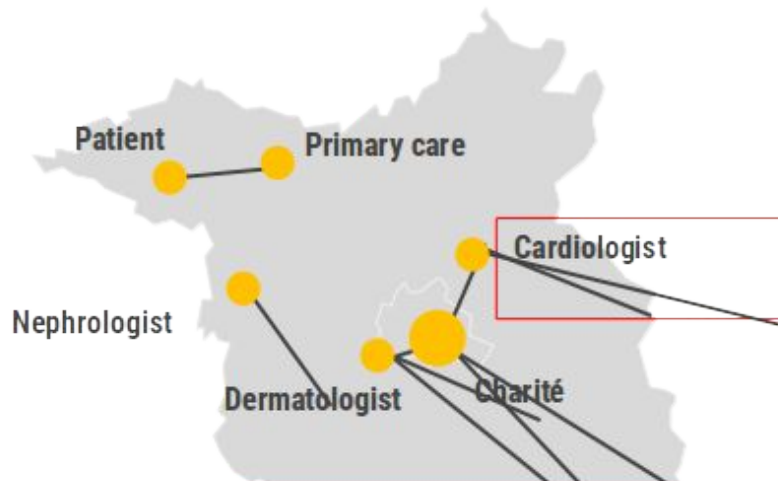 Patient
Primary care
Cardiologist
Nephrologist
Dermatologist
Charité